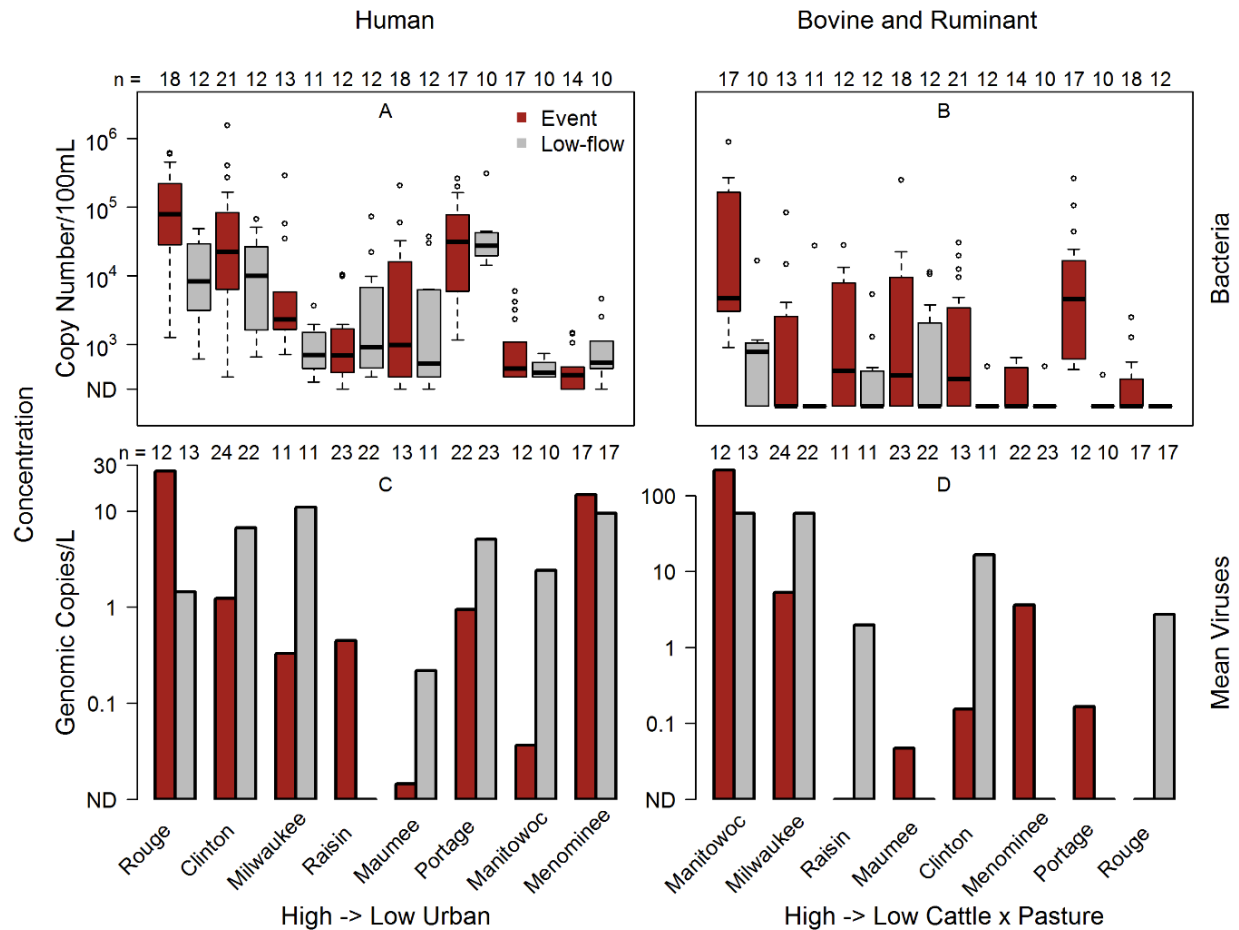 Human
Bovine and Ruminant
n = 18 12 21 12 13 11 12 12 18 12 17 10 17 10 14 10
17 10 13 11 12 12 18 12 21 12 14 10 17 10 18 12
A
Event
Low-flow
B
10^6
10^5
10^4
10^3
ND
Copy Number/100mL
Bacteria
Concentration
n = 12 13 24 22 11 11 23 22 13 11 22 23 12 10 17 17
12 13 24 22 11 11 23 22 13 11 22 23 12 10 17 17
C
D
30
10
1
0.1
ND
Genomic Copies/L
100
10
1
0.1
ND
Mean Viruses
Rouge
Clinton
Milwaukee
Raisin
Maumee
Portage
Manitowoc
Menominee
Manitowoc
Milwaukee
Raisin
Maumee
Clinton
Menominee
Portage
Rouge
High -> Low Urban
High -> Low Cattle x Pasture